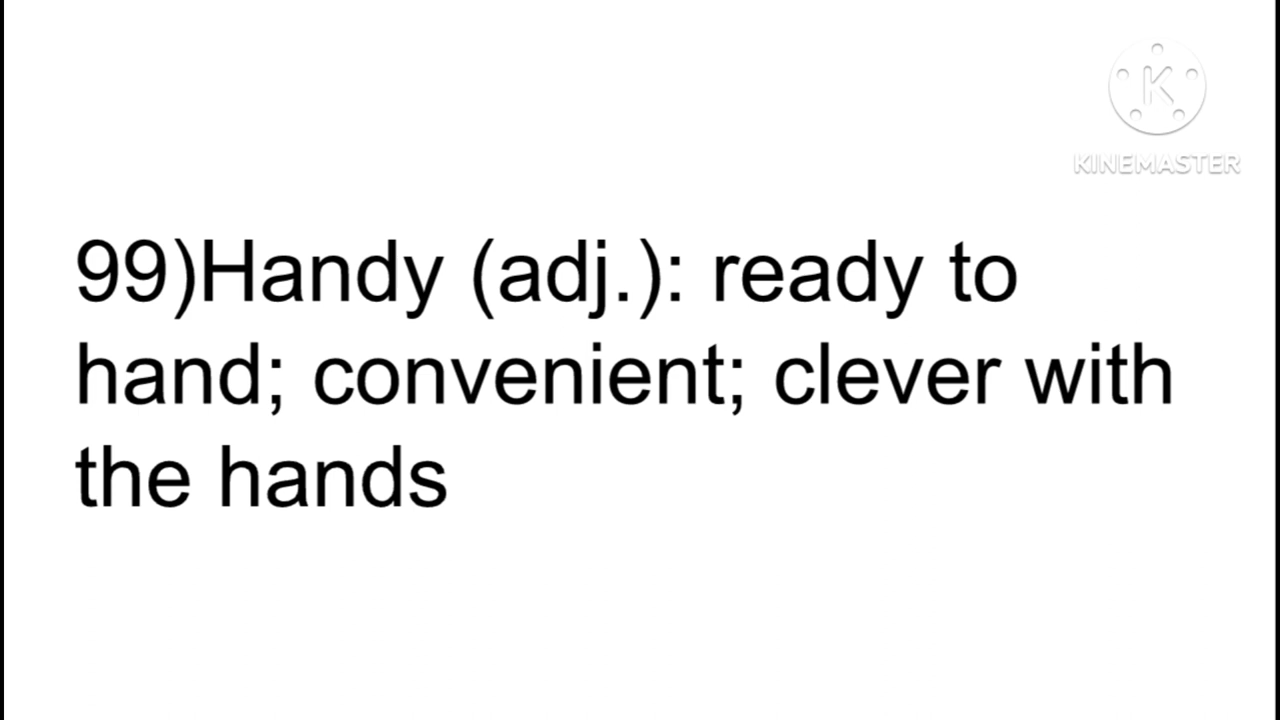 K
KINEMASTER
99)Handy (adj.): ready to
hand; convenient; clever with
the hands